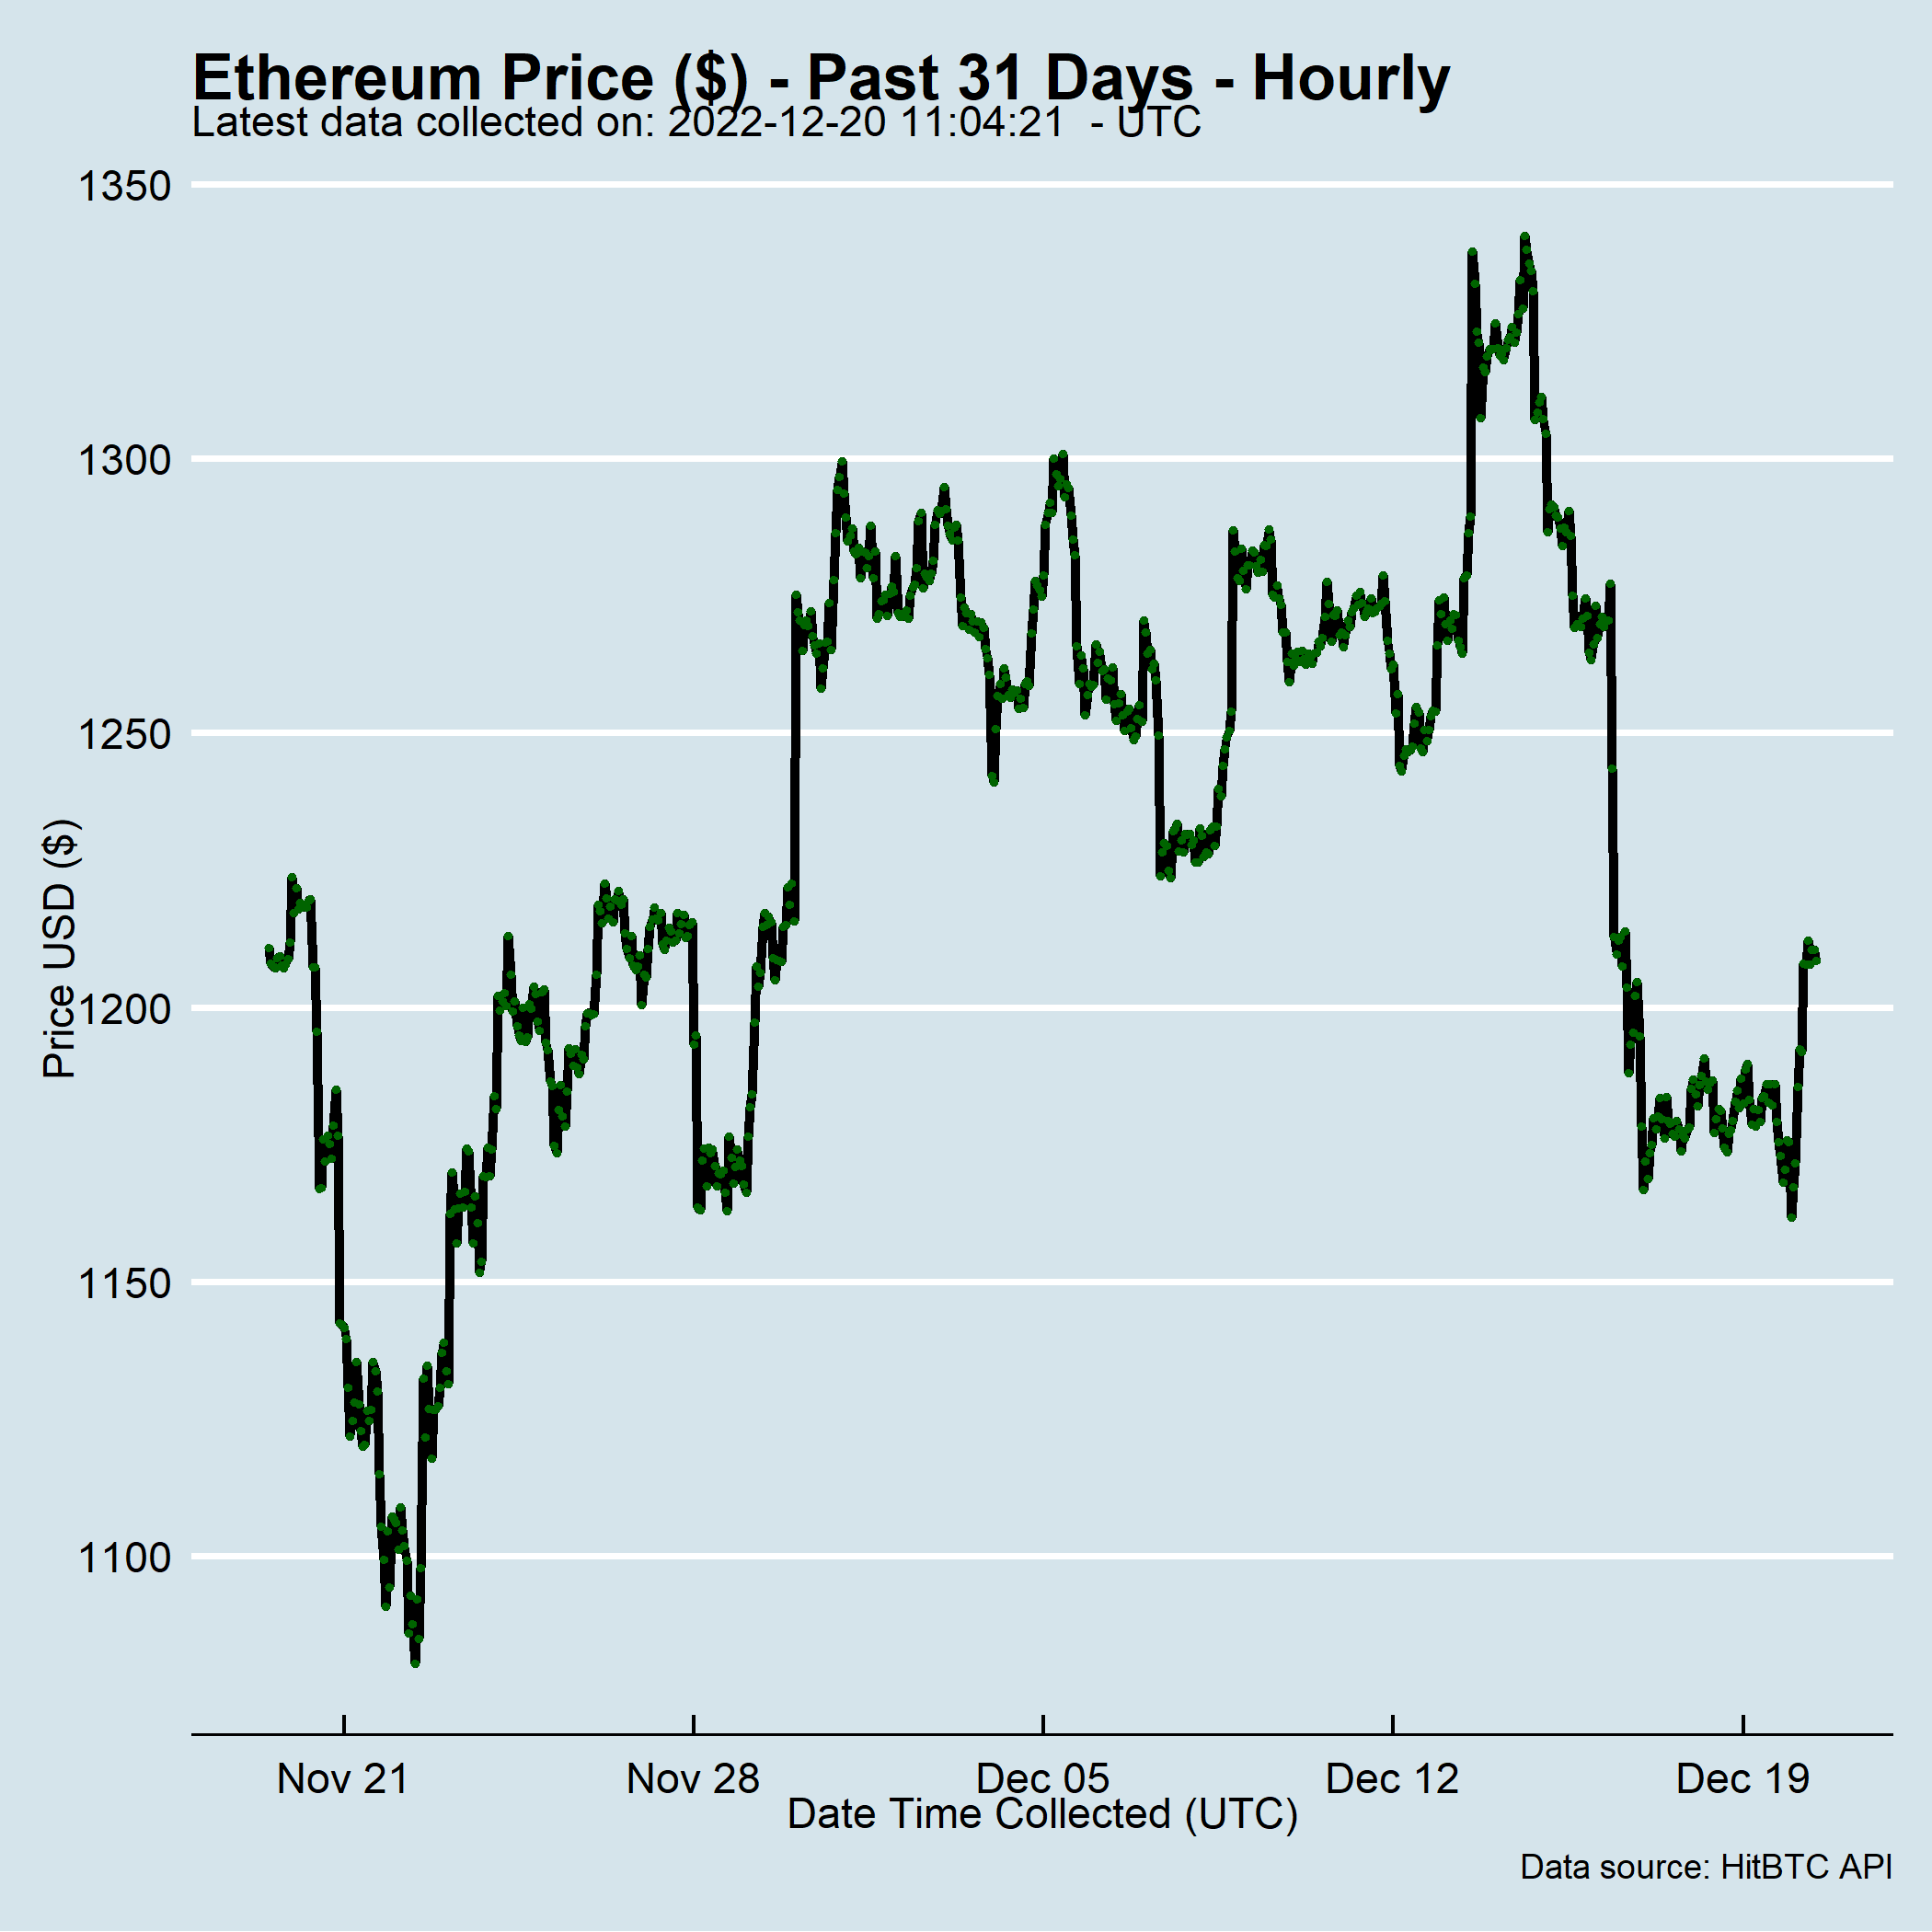 Ethereum Price ($) - Past 31 Days - Hourly
Latest data collected on: 2022-12-20 11:04:21  - UTC
1350
1300
1250
1200
1150
1100
Price USD ($)
Nov 21
Nov 28
Dec 05
Dec 12
Dec 19
Date Time Collected (UTC)
Data source: HitBTC API